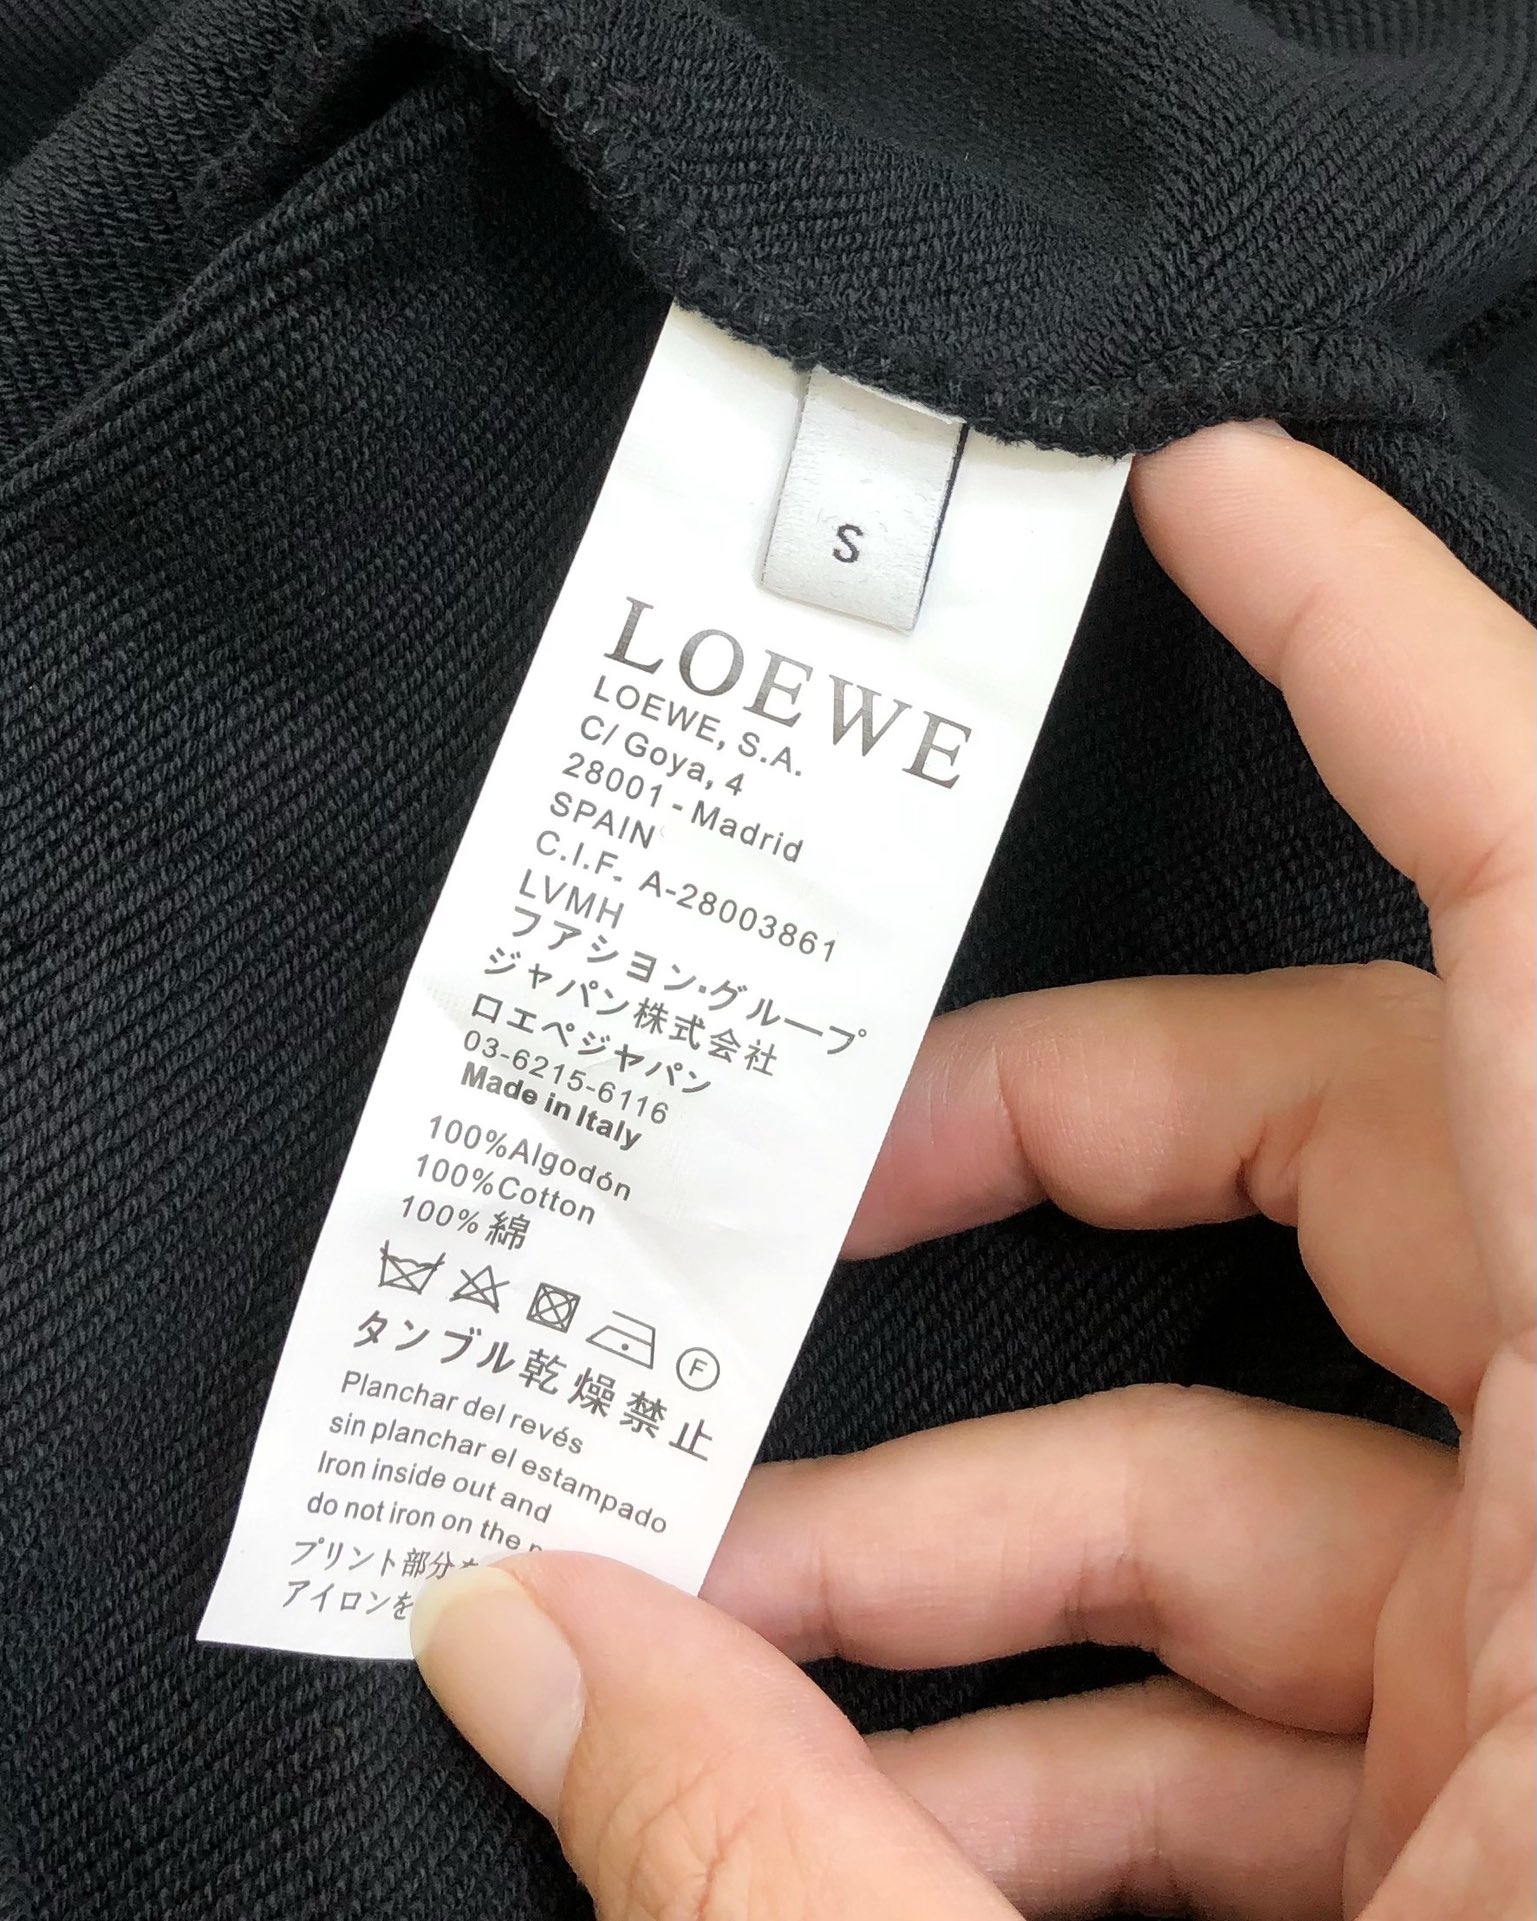 S
LOEWE
LOEWE, S.A.
C/ Goya, 4
28001 - Madrid
SPAIN
C.I.F. A-28003861
LVMH
ファシヨン・グループ
ジャパン株式会社
ロエペジャパン
03-6215-6116
Made in Italy
100%Algodón
100%Cotton
100% 綿
F
タンブル乾燥禁止
Planchar del revés
sin planchar el estampado
Iron inside out and
do not iron on the
プリント部分
アイロンを